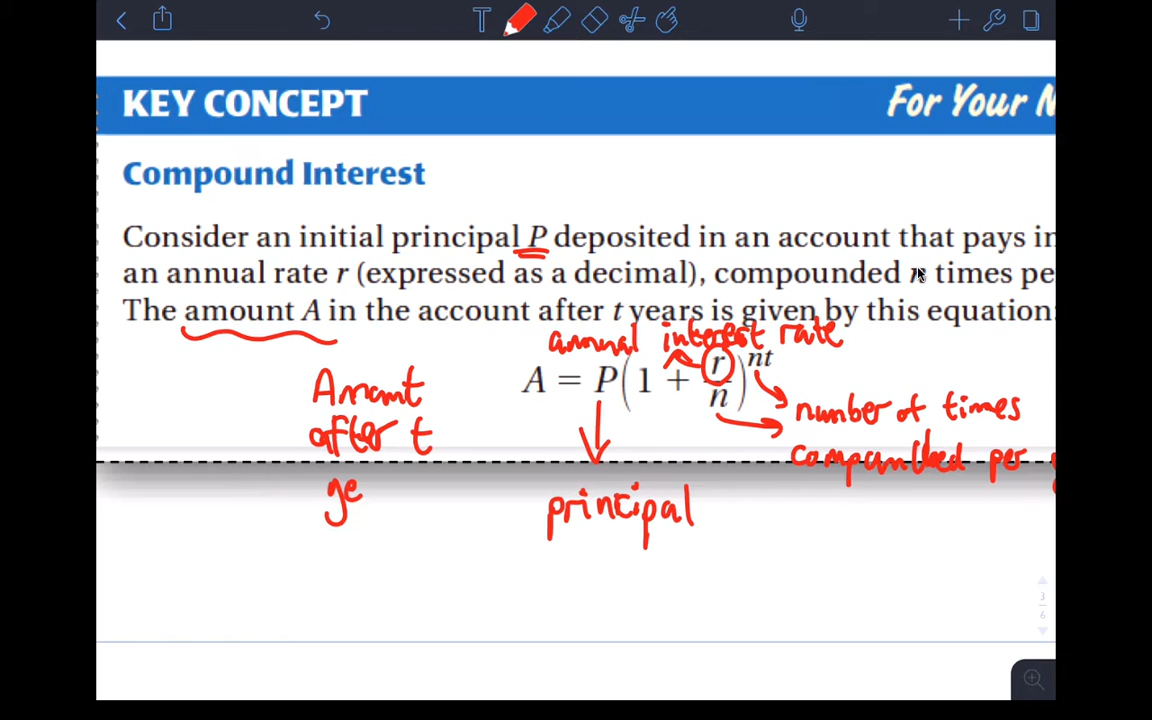 KEY CONCEPT
For Your N
Compound Interest
Consider an initial principal P deposited in an account that pays in
an annual rate r (expressed as a decimal), compounded n times pe
The amount A in the account after t years is given by this equation:
annual interest rate
A = P(1 + r/n)^nt
Amount
after t
ye
number of times
compounded per
principal
3
6